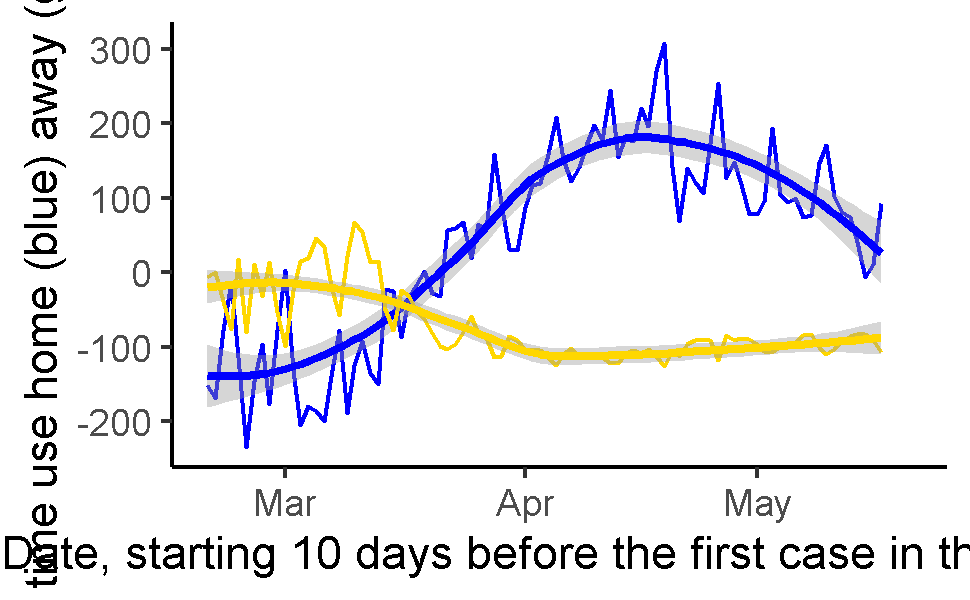 time use home (blue) away (
300
200
100
0
-100
-200
Mar Apr May
Date, starting 10 days before the first case in th